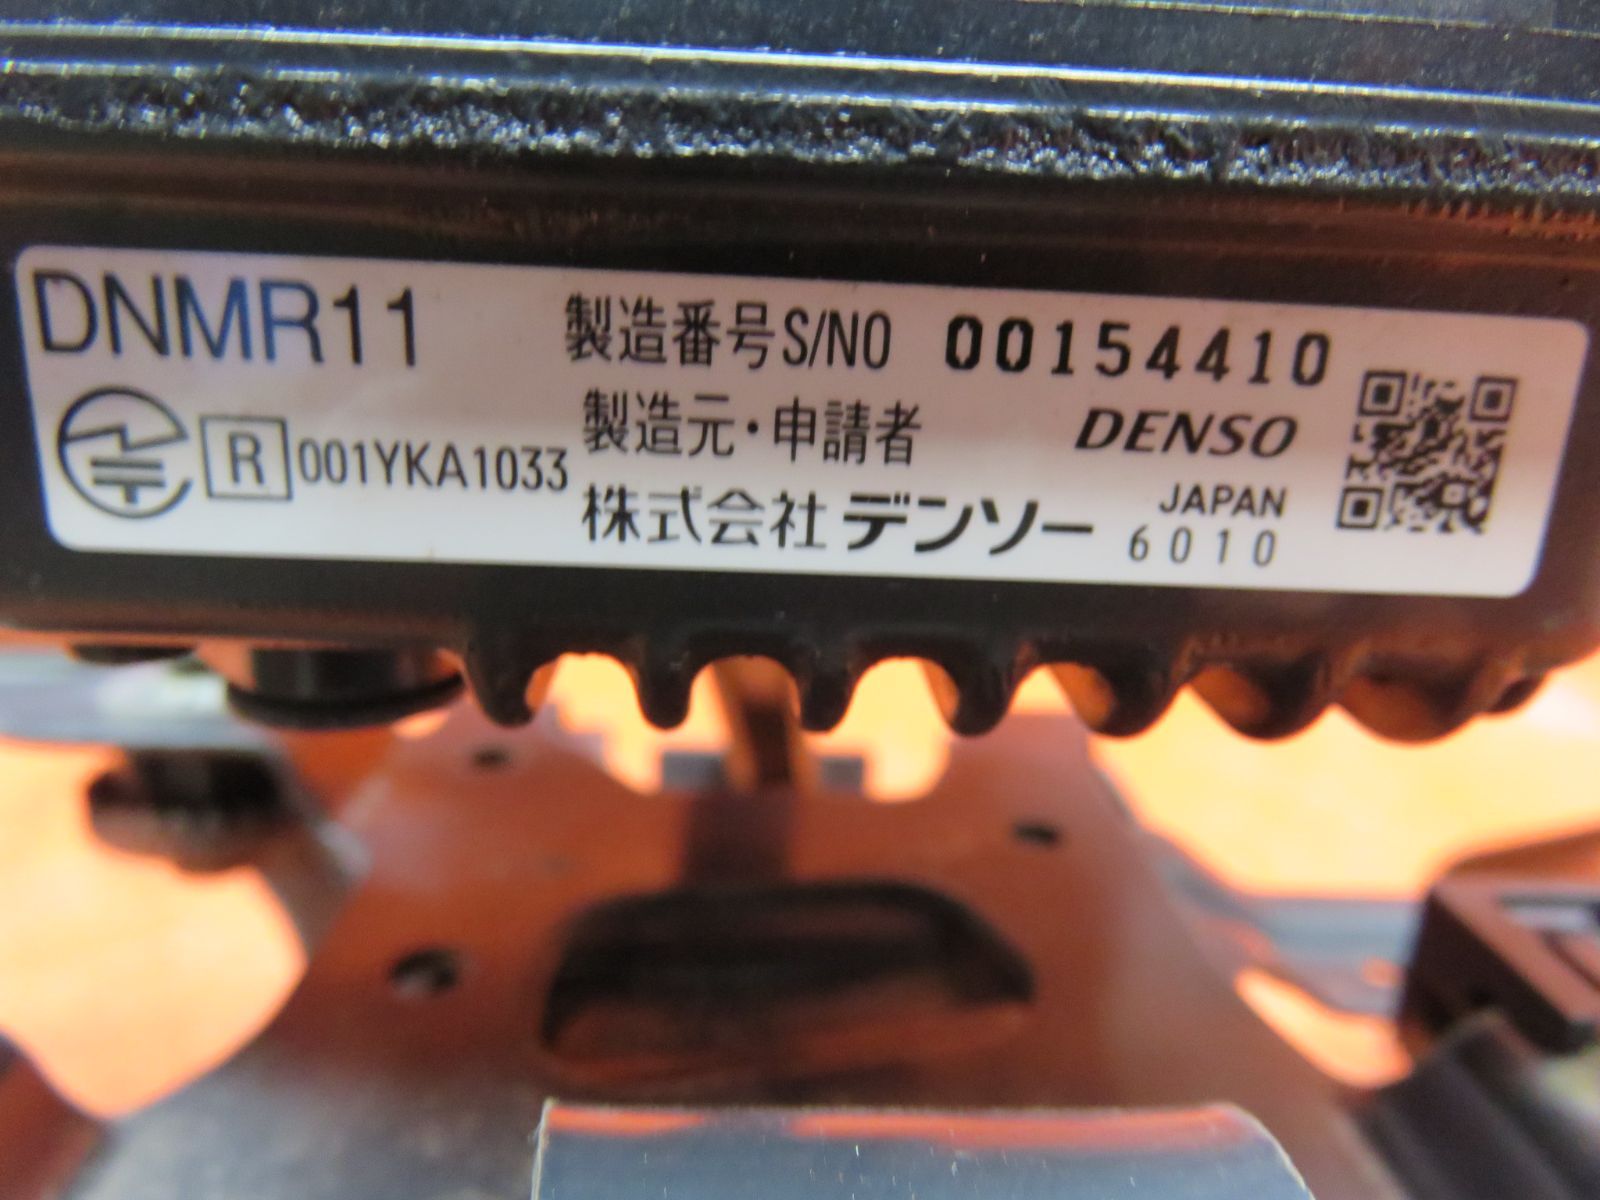 DNMR11
製造番号S/NO 00154410
R 001YKA1033
製造元・申請者 DENSO
株式会社デンソー JAPAN
6010